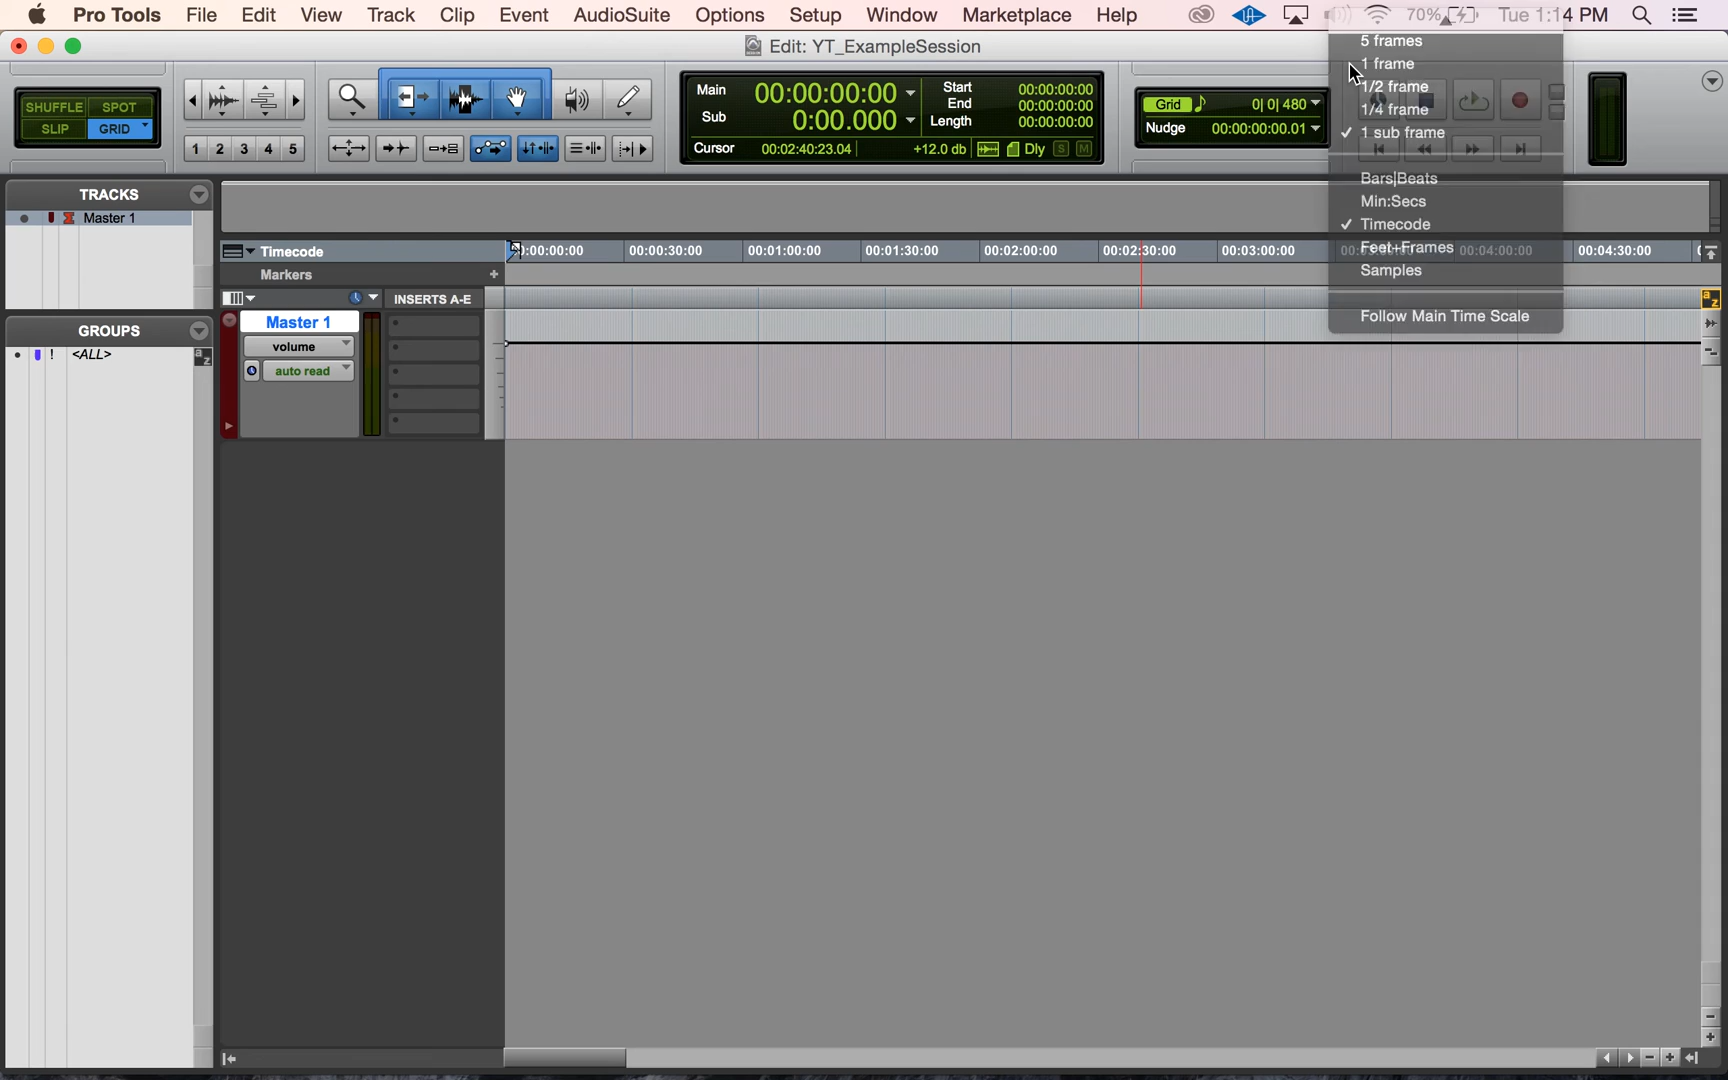 Pro Tools File Edit View Track Clip Event AudioSuite Options Setup Window Marketplace Help 70% Tue 1:14 PM
Edit: YT_ExampleSession
SHUFFLE SPOT
SLIP GRID
1 2 3 4 5
Main 00:00:00:00
Sub 0:00.000
Start 00:00:00:00
End 00:00:00:00
Length 00:00:00:00
Cursor 00:02:40:23.04 +12.0 db Dly S M
Grid 0| 0| 480
Nudge 00:00:00:00.01
5 frames
1 frame
1/2 frame
1/4 frame
✓ 1 sub frame
Bars|Beats
Min:Secs
✓ Timecode
Feet+Frames
Samples
Follow Main Time Scale
TRACKS
Master 1
GROUPS
! <ALL> a z
Timecode :00:00:00 00:00:30:00 00:01:00:00 00:01:30:00 00:02:00:00 00:02:30:00 00:03:00:00 00:04:00:00 00:04:30:00
Markers +
INSERTS A-E
a z
Master 1
volume
auto read